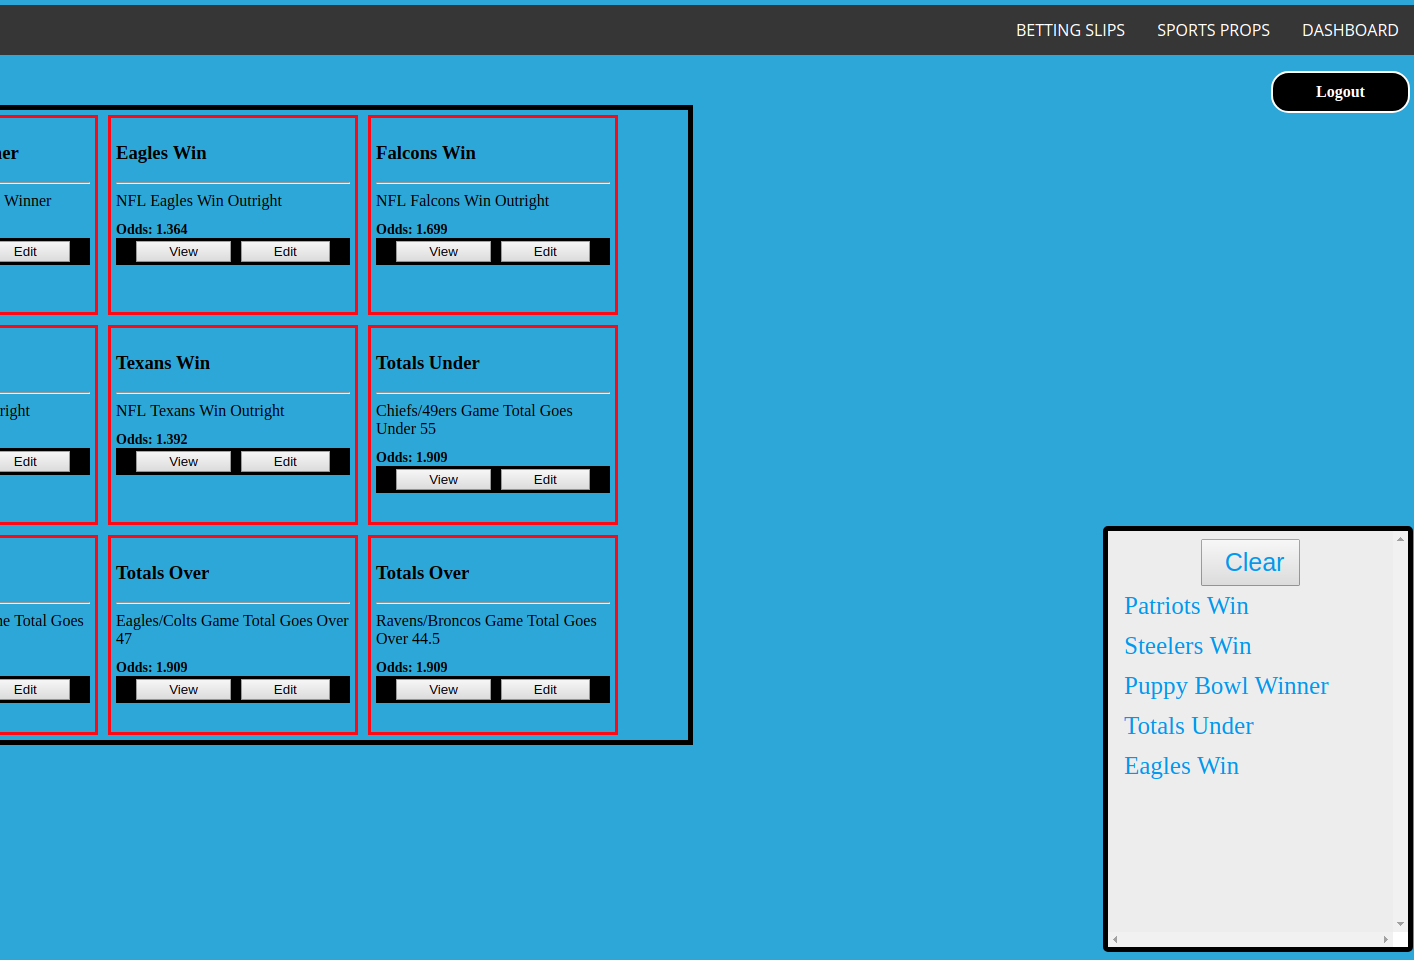 BETTING SLIPS SPORTS PROPS DASHBOARD
Logout
Eagles Win
Falcons Win
Winner
NFL Eagles Win Outright
NFL Falcons Win Outright
Odds: 1.364
Odds: 1.699
Edit
View Edit
View Edit
Texans Win
Totals Under
NFL Texans Win Outright
Chiefs/49ers Game Total Goes
Under 55
Odds: 1.392
Odds: 1.909
Edit
View Edit
View Edit
Totals Over
Totals Over
Total Goes
Eagles/Colts Game Total Goes Over
47
Ravens/Broncos Game Total Goes
Over 44.5
Odds: 1.909
Odds: 1.909
Edit
View Edit
View Edit
Clear
Patriots Win
Steelers Win
Puppy Bowl Winner
Totals Under
Eagles Win